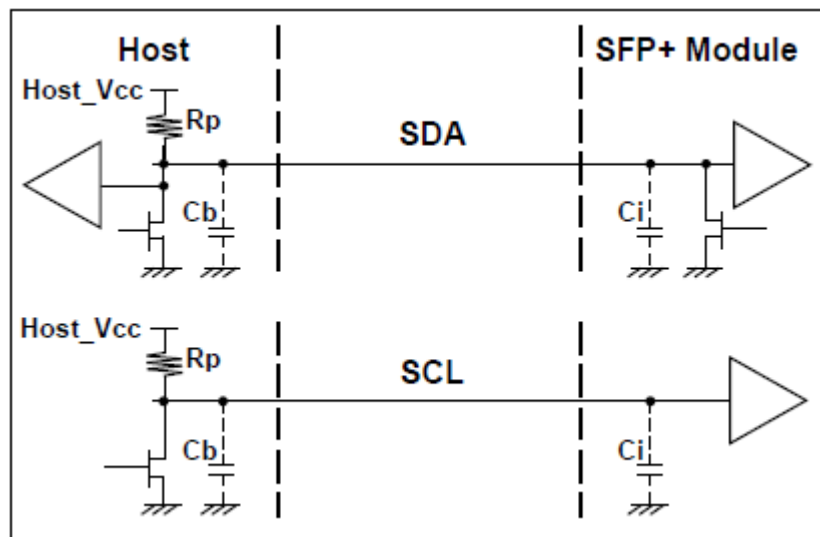 Host
SFP+ Module
Host_Vcc
Rp
SDA
Cb
Ci
Host_Vcc
Rp
SCL
Cb
Ci